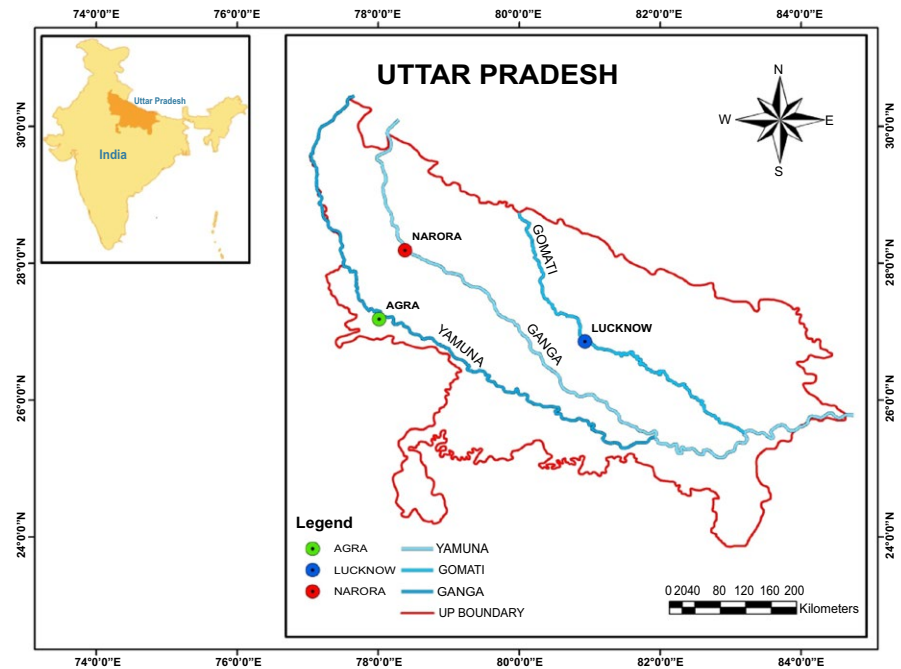 74°0'0"E 76°0'0"E 78°0'0"E 80°0'0"E 82°0'0"E 84°0'0"E
30°0'0"N
28°0'0"N
26°0'0"N
24°0'0"N
Uttar Pradesh
India
UTTAR PRADESH
N
W E
S
NARORA
GOMATI
AGRA
YAMUNA
GANGA
LUCKNOW
Legend
AGRA
LUCKNOW
NARORA
YAMUNA
GOMATI
GANGA
UP BOUNDARY
0 20 40 80 120 160 200
Kilometers
30°0'0"N
28°0'0"N
26°0'0"N
24°0'0"N
74°0'0"E 76°0'0"E 78°0'0"E 80°0'0"E 82°0'0"E 84°0'0"E